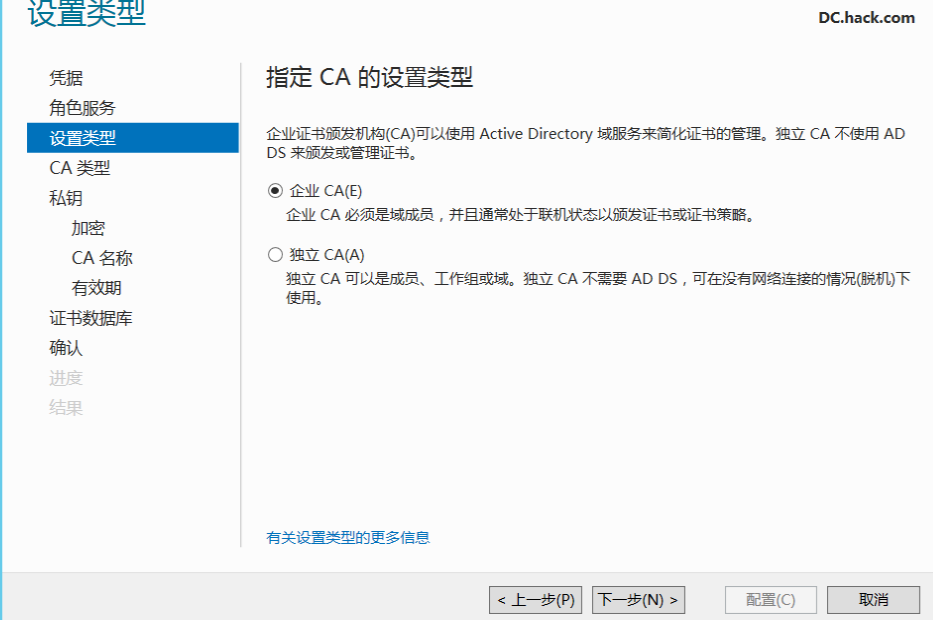 设置类型
DC.hack.com
凭据
角色服务
设置类型
CA 类型
私钥
加密
CA 名称
有效期
证书数据库
确认
进度
结果
指定 CA 的设置类型
企业证书颁发机构(CA)可以使用 Active Directory 域服务来简化证书的管理。独立 CA 不使用 AD
DS 来颁发或管理证书。
企业 CA(E)
企业 CA 必须是域成员，并且通常处于联机状态以颁发证书或证书策略。
独立 CA(A)
独立 CA 可以是成员、工作组或域。独立 CA 不需要 AD DS，可在没有网络连接的情况(脱机)下
使用。
有关设置类型的更多信息
< 上一步(P)
下一步(N) >
配置(C)
取消